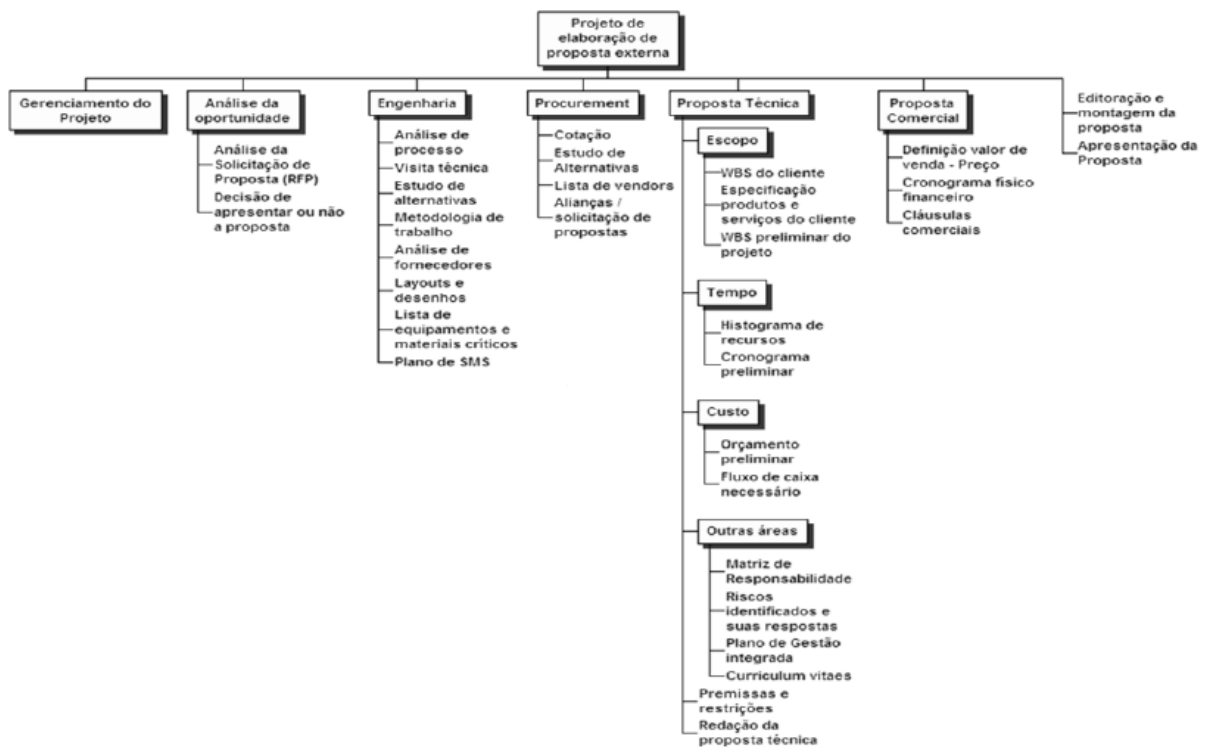 Projeto de
elaboração de
proposta externa
Gerenciamento do
Projeto
Análise da
oportunidade
Análise da
Solicitação de
Proposta (RFP)
Decisão de
apresentar ou não
a proposta
Engenharia
Análise de
processo
Visita técnica
Estudo de
alternativas
Metodologia de
trabalho
Análise de
fornecedores
Layouts e
desenhos
Lista de
equipamentos e
materiais críticos
Plano de SMS
Procurement
Cotação
Estudo de
Alternativas
Lista de vendors
Alianças /
solicitação de
propostas
Proposta Técnica
Escopo
WBS do cliente
Especificação
produtos e
serviços do cliente
WBS preliminar do
projeto
Tempo
Histograma de
recursos
Cronograma
preliminar
Custo
Orçamento
preliminar
Fluxo de caixa
necessário
Outras áreas
Matriz de
Responsabilidade
Riscos
identificados e
suas respostas
Plano de Gestão
integrada
Curriculum vitaes
Premissas e
restrições
Redação da
proposta técnica
Proposta
Comercial
Definição valor de
venda - Preço
Cronograma físico
financeiro
Cláusulas
comerciais
Editoração e
montagem da
proposta
Apresentação da
Proposta